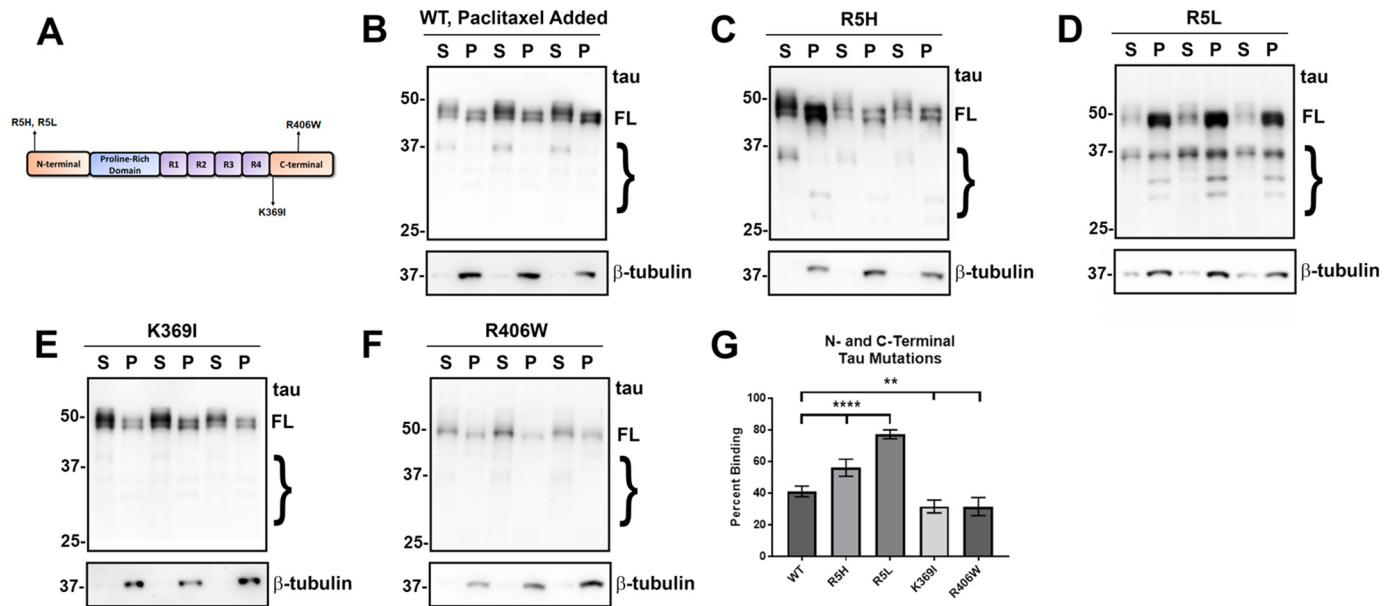 A
R5H, R5L
R406W
N-terminal
Proline-Rich
Domain
R1
R2
R3
R4
C-terminal
K369I
B
WT, Paclitaxel Added
S P S P S P
tau
50-
FL
37-
}
25-
37-
β-tubulin
C
R5H
S P S P S P
tau
50-
FL
37-
}
25-
37-
β-tubulin
D
R5L
S P S P S P
tau
50-
FL
37-
}
25-
37-
β-tubulin
E
K369I
S P S P S P
tau
50-
FL
37-
}
25-
37-
β-tubulin
F
R406W
S P S P S P
tau
50-
FL
37-
}
25-
37-
β-tubulin
G
N- and C-Terminal
Tau Mutations
**
****
Percent Binding
100
80
60
40
20
0
WT
R5H
R5L
K369I
R406W